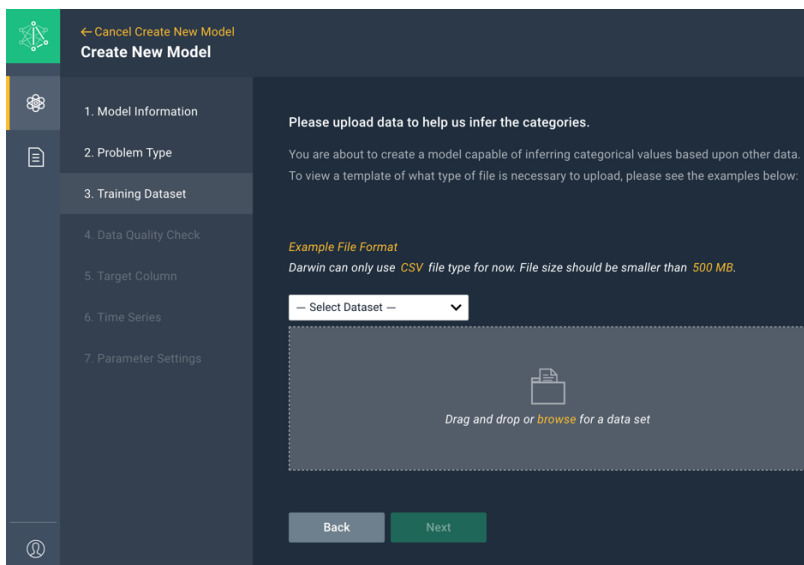 ← Cancel Create New Model
Create New Model
1. Model Information
2. Problem Type
3. Training Dataset
4. Data Quality Check
5. Target Column
6. Time Series
7. Parameter Settings
Please upload data to help us infer the categories.
You are about to create a model capable of inferring categorical values based upon other data.
To view a template of what type of file is necessary to upload, please see the examples below:
Example File Format
Darwin can only use CSV file type for now. File size should be smaller than 500 MB.
— Select Dataset —
Drag and drop or browse for a data set
Back
Next